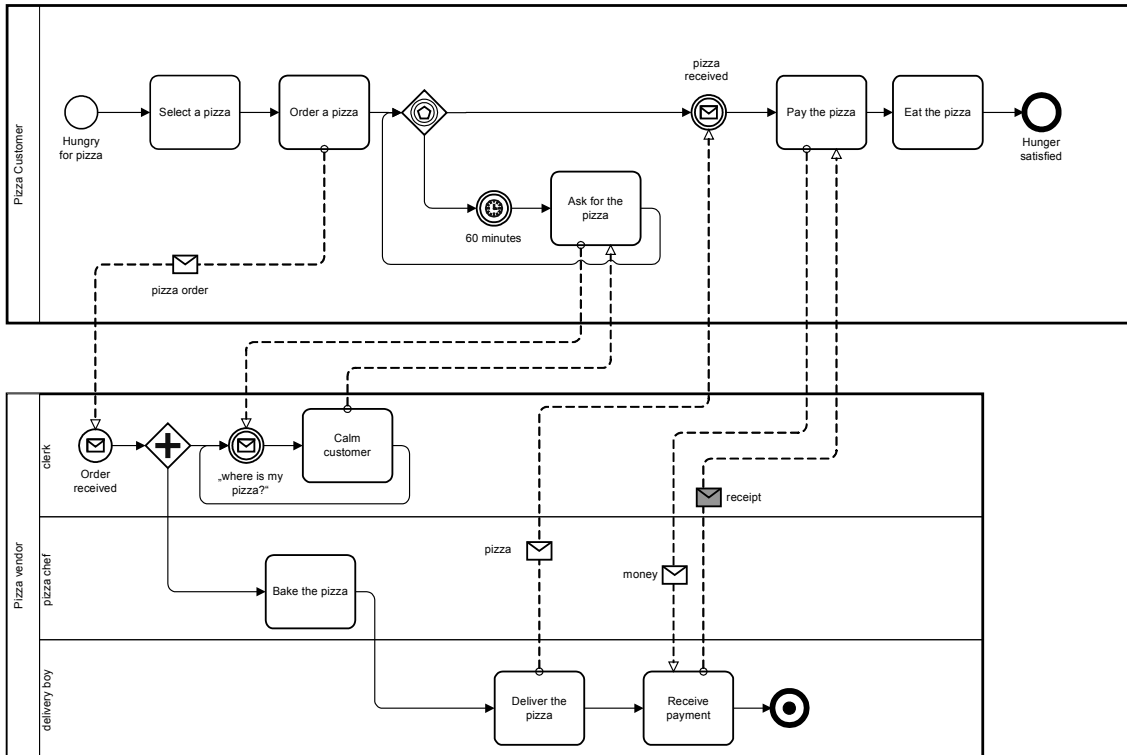 Pizza Customer
Hungry
for pizza
Select a pizza
Order a pizza
pizza
received
Pay the pizza
Eat the pizza
Hunger
satisfied
60 minutes
Ask for the
pizza
pizza order
Pizza vendor
clerk
Order
received
„where is my
pizza?“
Calm
customer
receipt
pizza chef
Bake the pizza
pizza
money
delivery boy
Deliver the
pizza
Receive
payment